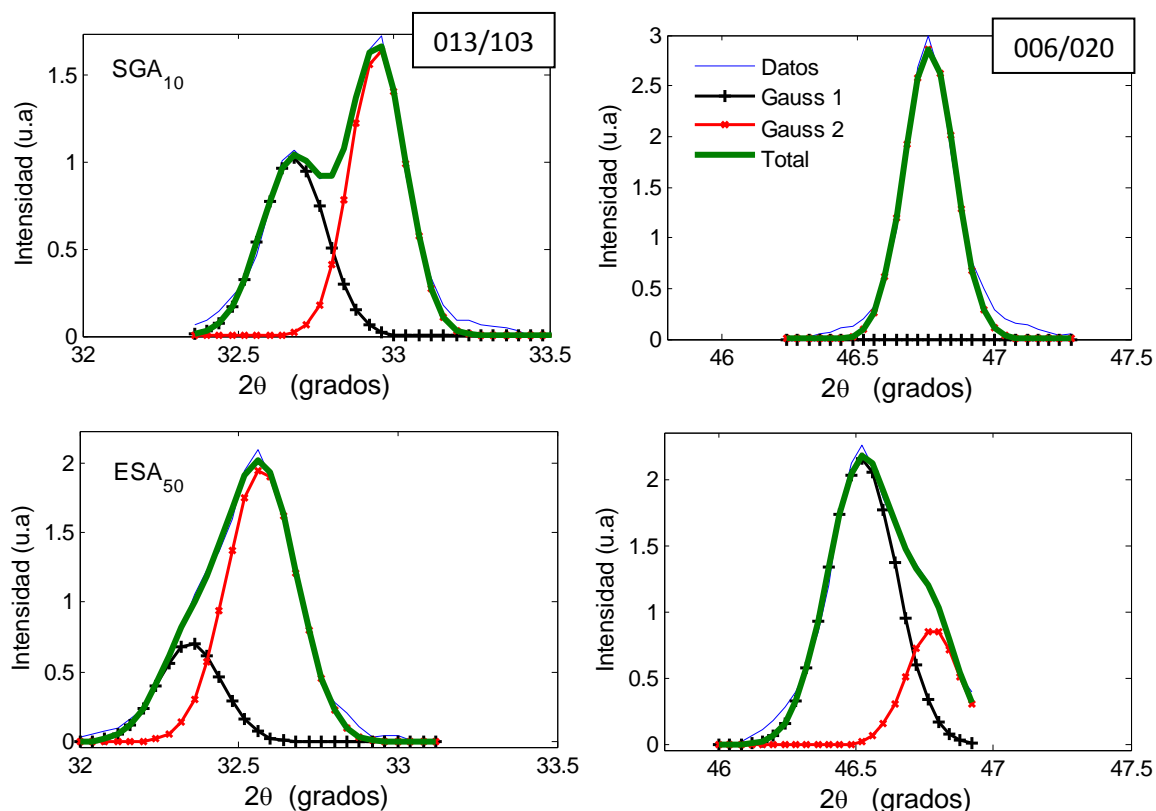 013/103
SGA10
Intensidad (u.a)
1.5
1
0.5
0
32 32.5 33 33.5
2θ (grados)
006/020
Datos
Gauss 1
Gauss 2
Total
Intensidad (u.a)
3
2.5
2
1.5
1
0.5
0
46 46.5 47 47.5
2θ (grados)
ESA50
Intensidad (u.a)
2
1.5
1
0.5
0
32 32.5 33 33.5
2θ (grados)
Intensidad (u.a)
2
1.5
1
0.5
0
46 46.5 47 47.5
2θ (grados)